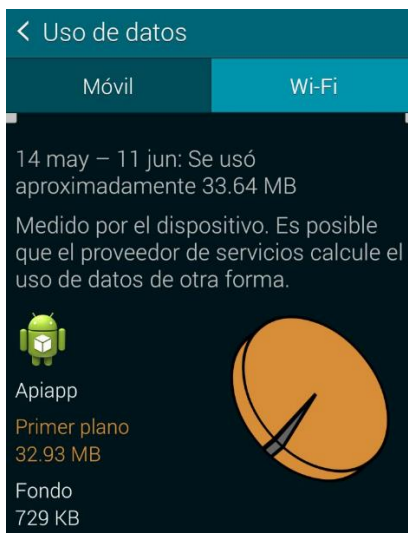 Uso de datos
Móvil
Wi-Fi
14 may – 11 jun: Se usó
aproximadamente 33.64 MB
Medido por el dispositivo. Es posible
que el proveedor de servicios calcule el
uso de datos de otra forma.
Apiapp
Primer plano
32.93 MB
Fondo
729 KB